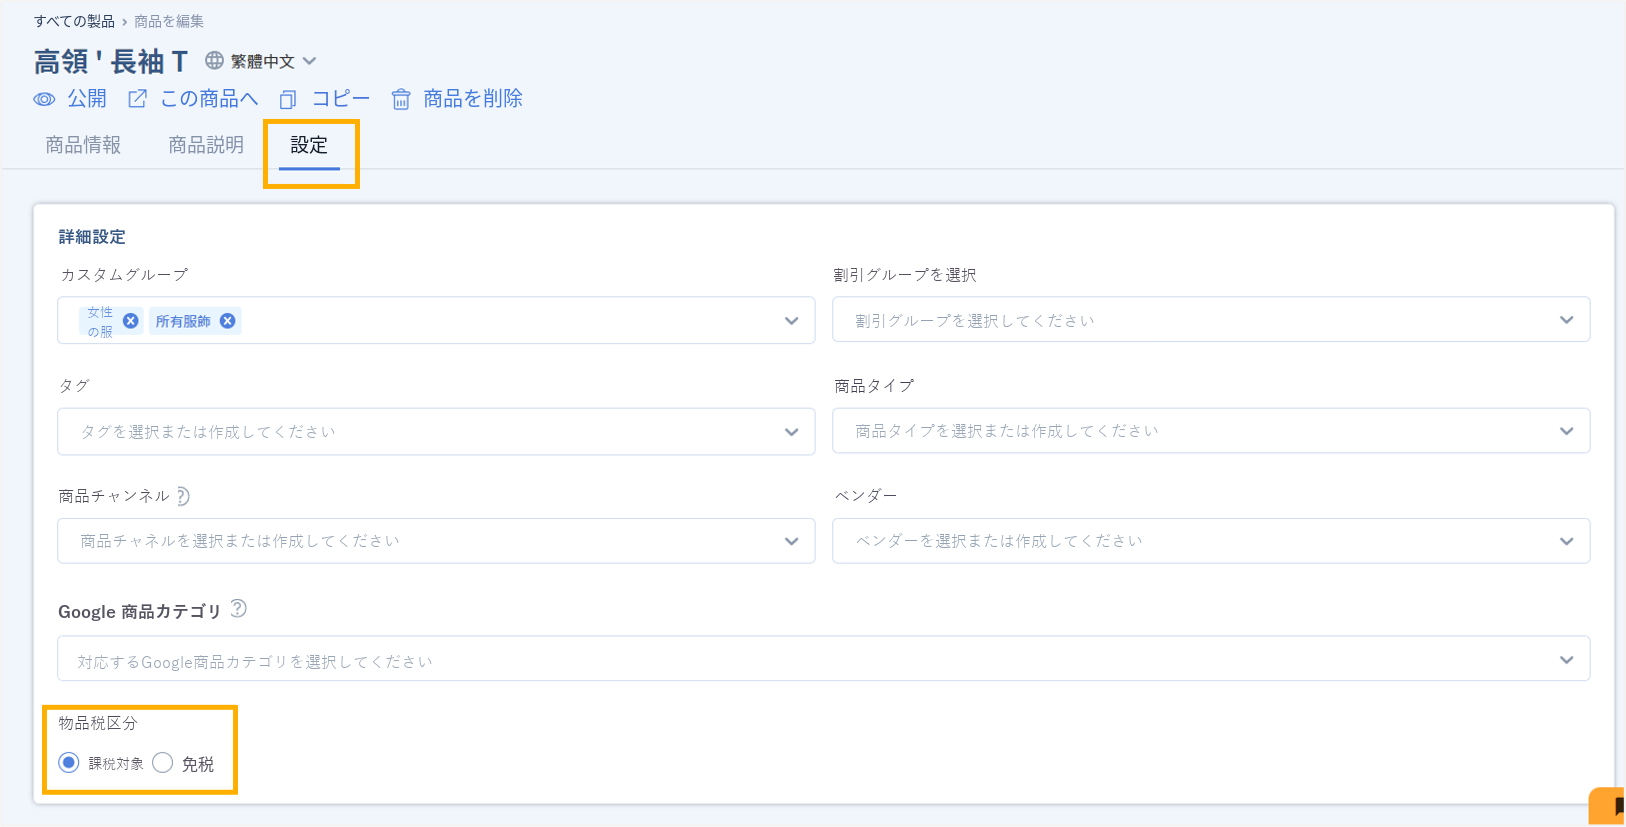 すべての製品 › 商品を編集
高領 ' 長袖 T 繁體中文
公開 この商品へ コピー 商品を削除
商品情報 商品説明 設定
詳細設定
カスタムグループ 割引グループを選択
女性
の服 所有服飾 割引グループを選択してください
タグ 商品タイプ
タグを選択または作成してください 商品タイプを選択または作成してください
商品チャンネル ? ベンダー
商品チャネルを選択または作成してください ベンダーを選択または作成してください
Google 商品カテゴリ ?
対応するGoogle商品カテゴリを選択してください
物品税区分
課税対象 免税